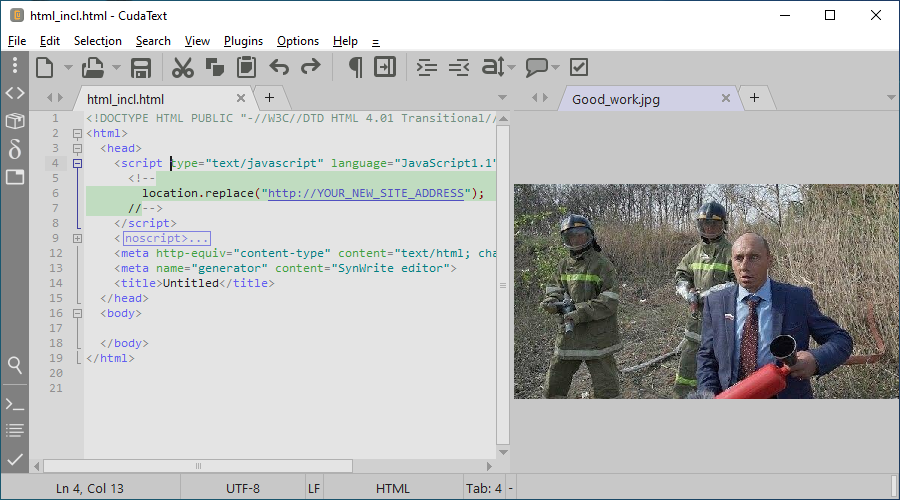 html_incl.html - CudaText
File Edit Selection Search View Plugins Options Help
html_incl.html
Good_work.jpg
1 <!DOCTYPE HTML PUBLIC "-//W3C//DTD HTML 4.01 Transitional//
2 <html>
3 <head>
4 <script type="text/javascript" language="JavaScript1.1"
5 <!--
6 location.replace("http://YOUR_NEW_SITE_ADDRESS");
7 //-->
8 </script>
9 <noscript>...
12 <meta http-equiv="content-type" content="text/html; cha
13 <meta name="generator" content="SynWrite editor">
14 <title>Untitled</title>
15 </head>
16 <body>
17
18 </body>
19 </html>
20
21
Ln 4, Col 13 UTF-8 LF HTML Tab: 4 -